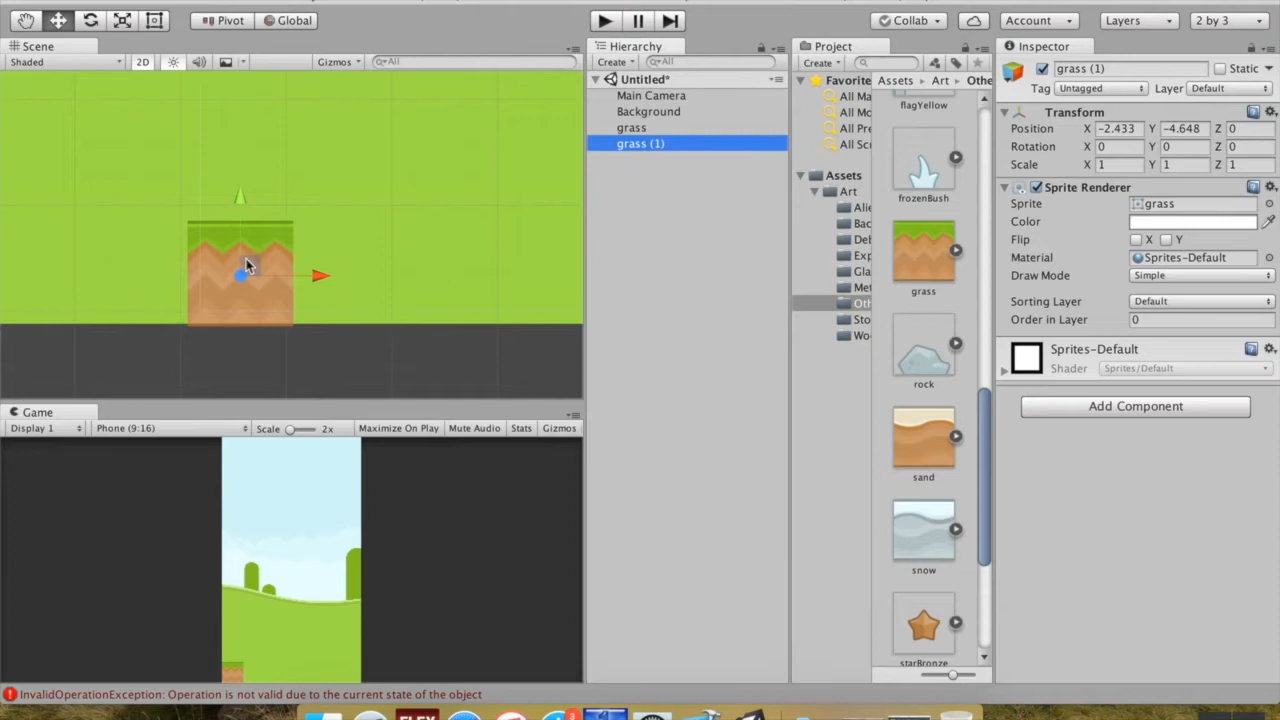 Pivot Global Collab Account Layers 2 by 3
Scene
Shaded 2D Gizmos All
Hierarchy
Create All
Untitled*
Main Camera
Background
grass
grass (1)
Project
Create
Favorite
All Ma
All Mo
All Pre
All Scr
Assets
Art
Alie
Bac
Deb
Exp
Gla
Met
Oth
Sto
Wo
Assets Art Othe
flagYellow
frozenBush
grass
rock
sand
snow
starBronze
Inspector
grass (1) Static
Tag Untagged Layer Default
Transform
Position X -2.433 Y -4.648 Z 0
Rotation X 0 Y 0 Z 0
Scale X 1 Y 1 Z 1
Sprite Renderer
Sprite grass
Color
Flip X Y
Material Sprites-Default
Draw Mode Simple
Sorting Layer Default
Order in Layer 0
Sprites-Default
Shader Sprites/Default
Add Component
Game
Display 1 Phone (9:16) Scale 2x Maximize On Play Mute Audio Stats Gizmos
InvalidOperationException: Operation is not valid due to the current state of the object
FLEX